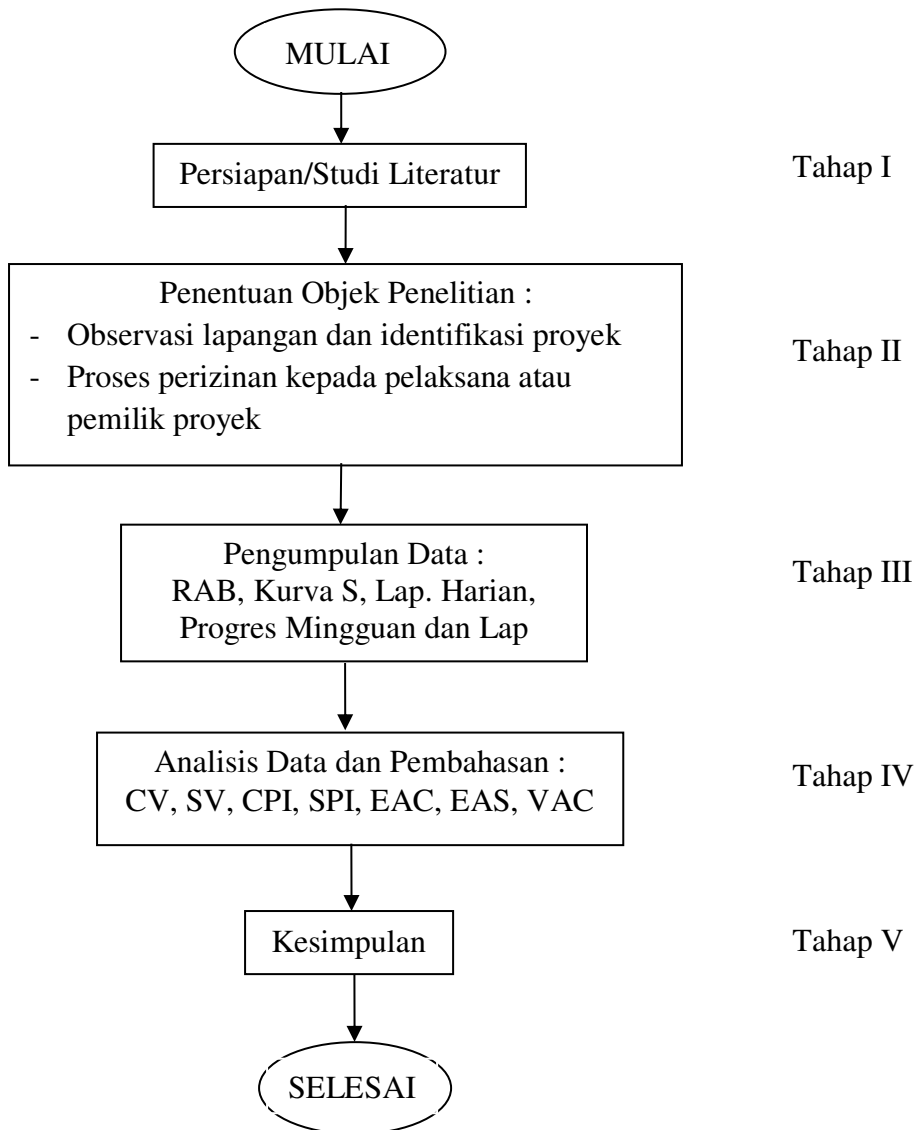 MULAI
Persiapan/Studi Literatur
Tahap I
Penentuan Objek Penitian :
- Observasi lapangan dan identifikasi proyek
- Proses perizinan kepada pelaksana atau
pemilik proyek
Tahap II
Pengumpulan Data :
RAB, Kurva S, Lap. Harian,
Progres Mingguan dan Lap
Tahap III
Analisis Data dan Pembahasan :
CV, SV, CPI, SPI, EAC, EAS, VAC
Tahap IV
Kesimpulan
Tahap V
SELESAI